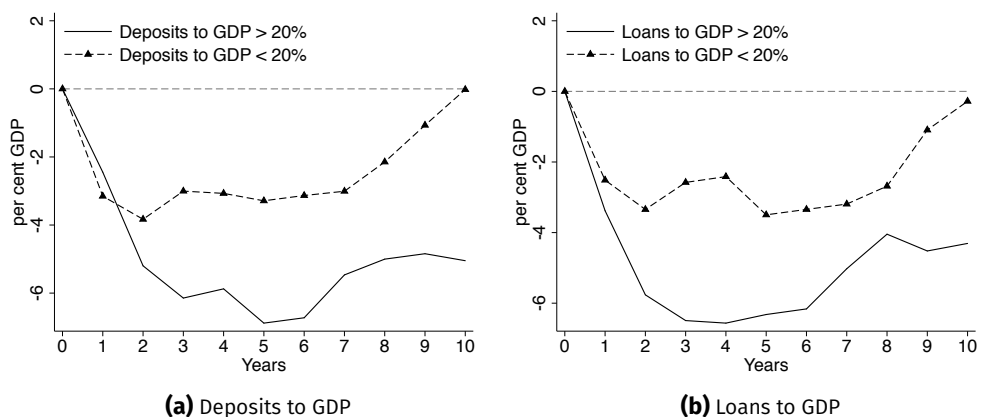 2
0
-2
-4
-6
per cent GDP
Deposits to GDP > 20%
Deposits to GDP < 20%
0 1 2 3 4 5 6 7 8 9 10
Years
(a) Deposits to GDP
2
0
-2
-4
-6
per cent GDP
Loans to GDP > 20%
Loans to GDP < 20%
0 1 2 3 4 5 6 7 8 9 10
Years
(b) Loans to GDP